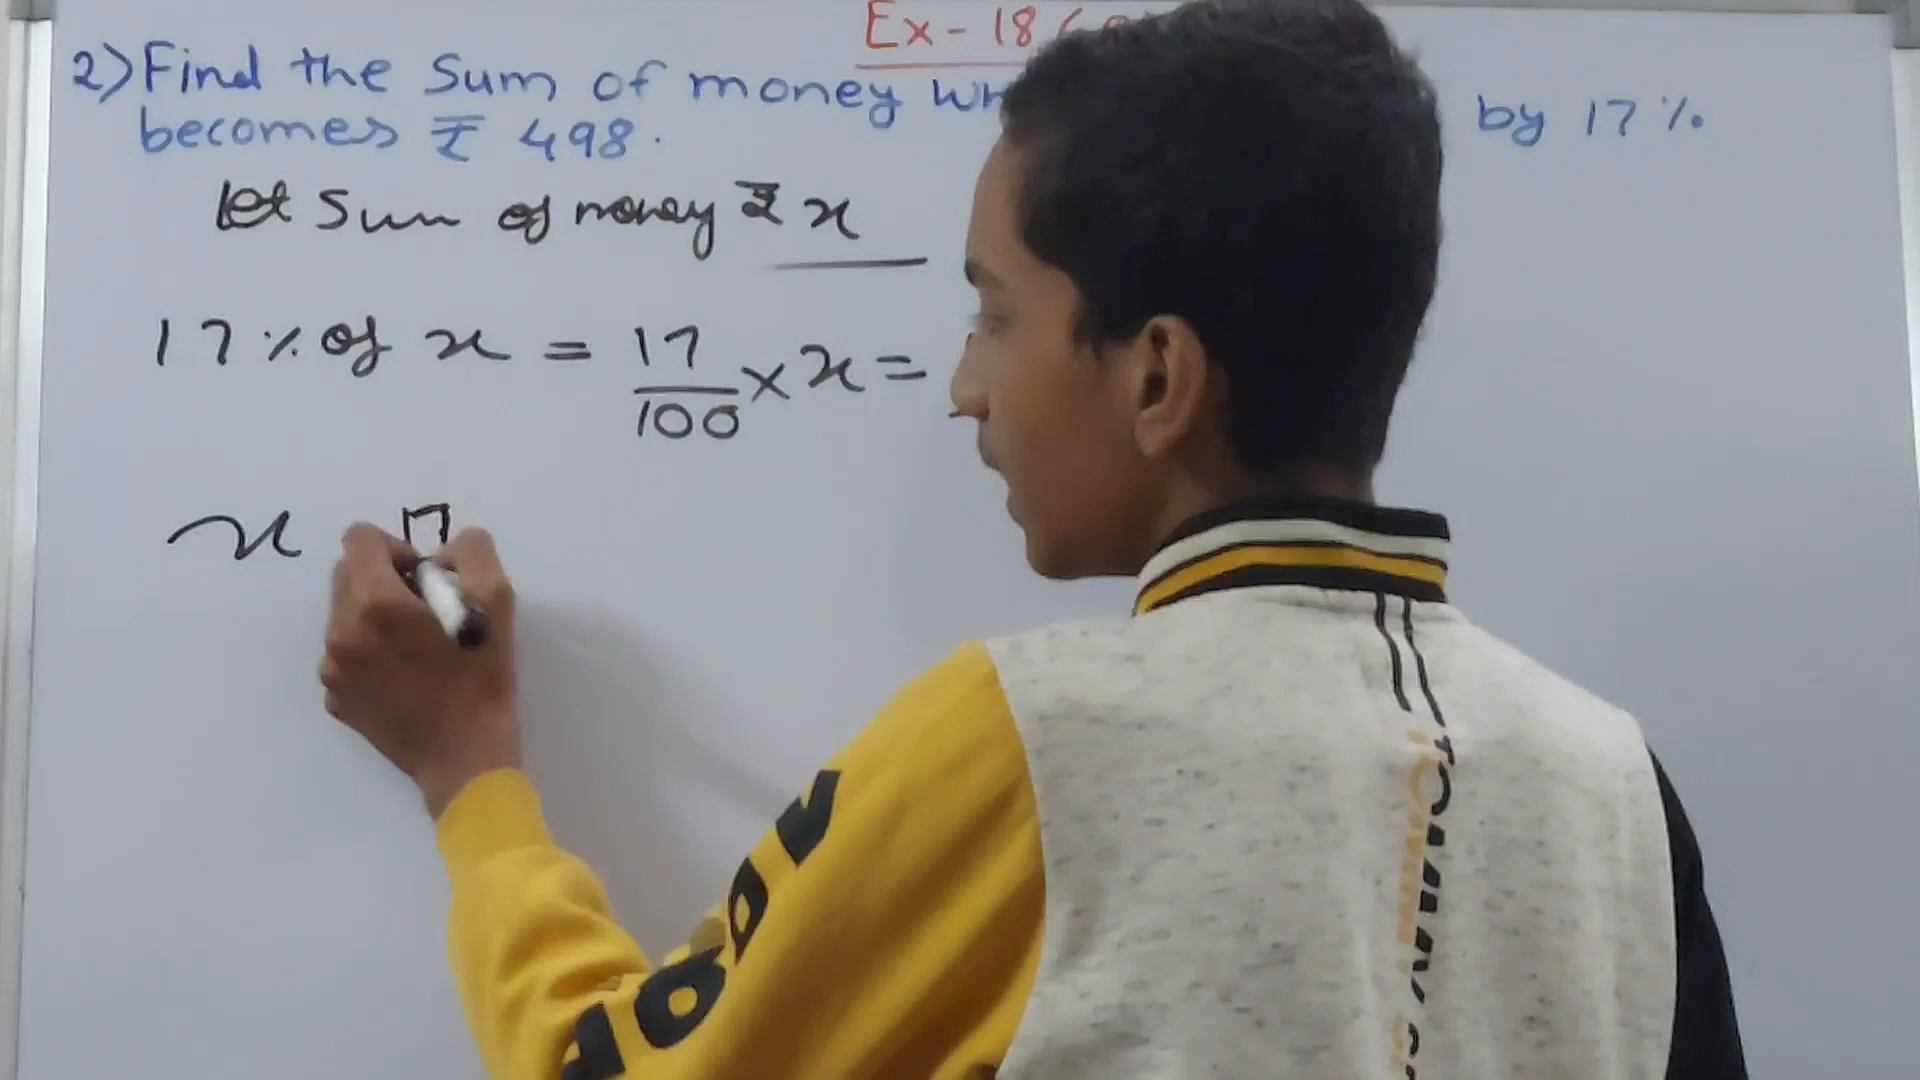 Ex-18
2) Find the Sum of money by 17%
becomes ₹ 498.
let Sum of money ₹ x
17% of x = 17/100 × x =
x
TOMMY